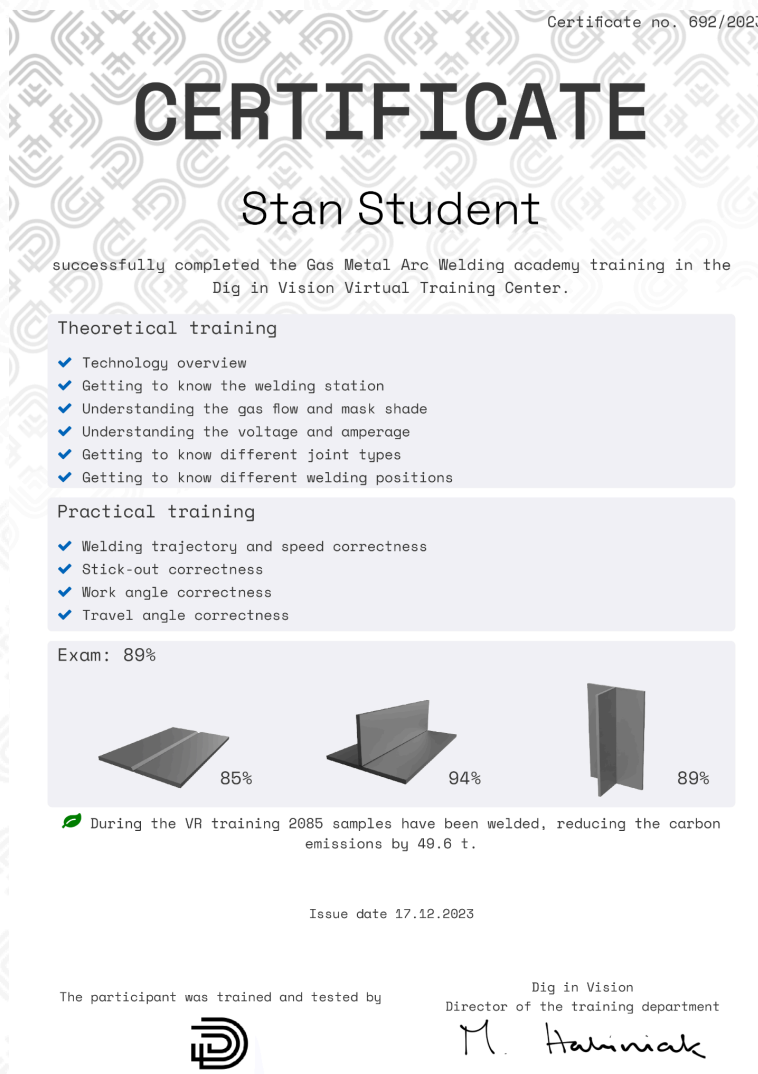 Certificate no. 692/2023
CERTIFICATE
Stan Student
successfully completed the Gas Metal Arc Welding academy training in the
Dig in Vision Virtual Training Center.
Theoretical training
Technology overview
Getting to know the welding station
Understanding the gas flow and mask shade
Understanding the voltage and amperage
Getting to know different joint types
Getting to know different welding positions
Practical training
Welding trajectory and speed correctness
Stick-out correctness
Work angle correctness
Travel angle correctness
Exam: 89%
85% 94% 89%
During the VR training 2085 samples have been welded, reducing the carbon
emissions by 49.6 t.
Issue date 17.12.2023
Dig in Vision
The participant was trained and tested by
Director of the training department
M.